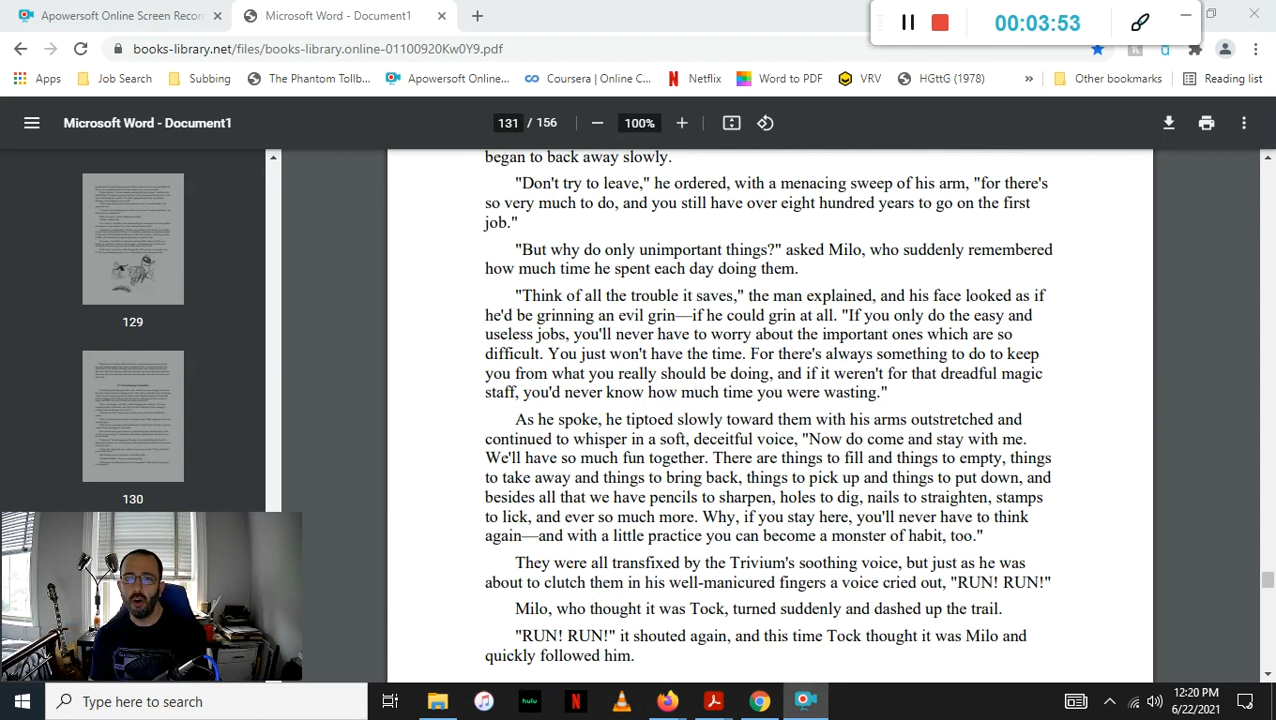 Apowersoft Online Screen Recor
Microsoft Word - Document1
00:03:53
books-library.net/files/books-library.online-01100920Kw0Y9.pdf
Apps
Job Search
Subbing
The Phantom Tollb...
Apowersoft Online...
Coursera | Online C...
Netflix
Word to PDF
VRV
HGttG (1978)
»
Other bookmarks
Reading list
Microsoft Word - Document1
131 / 156
100%
began to back away slowly.
"Don't try to leave," he ordered, with a menacing sweep of his arm, "for there's
so very much to do, and you still have over eight hundred years to go on the first
job."
"But why do only unimportant things?" asked Milo, who suddenly remembered
how much time he spent each day doing them.
"Think of all the trouble it saves," the man explained, and his face looked as if
he'd be grinning an evil grin—if he could grin at all. "If you only do the easy and
useless jobs, you'll never have to worry about the important ones which are so
difficult. You just won't have the time. For there's always something to do to keep
you from what you really should be doing, and if it weren't for that dreadful magic
staff, you'd never know how much time you were wasting."
As he spoke, he tiptoed slowly toward them with his arms outstretched and
continued to whisper in a soft, deceitful voice, "Now do come and stay with me.
We'll have so much fun together. There are things to fill and things to empty, things
to take away and things to bring back, things to pick up and things to put down, and
besides all that we have pencils to sharpen, holes to dig, nails to straighten, stamps
to lick, and ever so much more. Why, if you stay here, you'll never have to think
again—and with a little practice you can become a monster of habit, too."
They were all transfixed by the Trivium's soothing voice, but just as he was
about to clutch them in his well-manicured fingers a voice cried out, "RUN! RUN!"
Milo, who thought it was Tock, turned suddenly and dashed up the trail.
"RUN! RUN!" it shouted again, and this time Tock thought it was Milo and
quickly followed him.
129
130
Type here to search
hulu
12:20 PM
6/22/2021